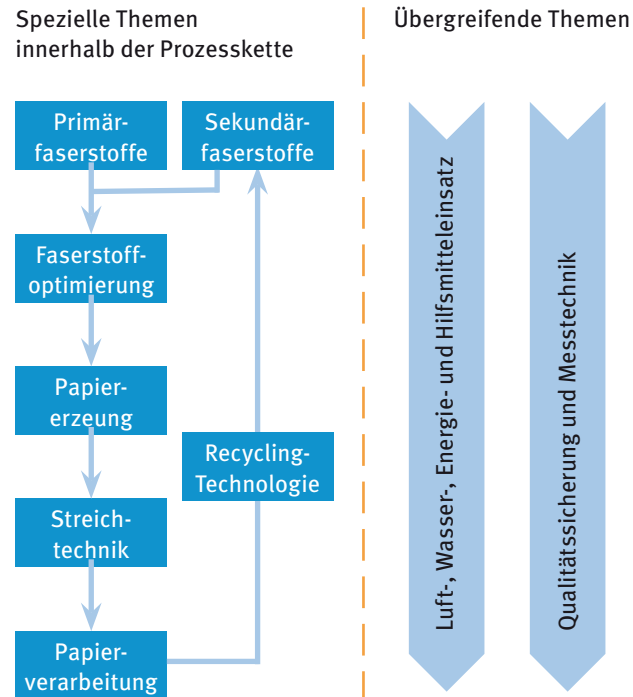 Spezielle Themen
innerhalb der Prozesskette
Übergreifende Themen
Primär-
faserstoffe
Sekundär-
faserstoffe
Faserstoff-
optimierung
Papier-
erzeung
Recycling-
Technologie
Streich-
technik
Papier-
verarbeitung
Luft-, Wasser-, Energie- und Hilfsmitteleinsatz
Qualitätssicherung und Messtechnik